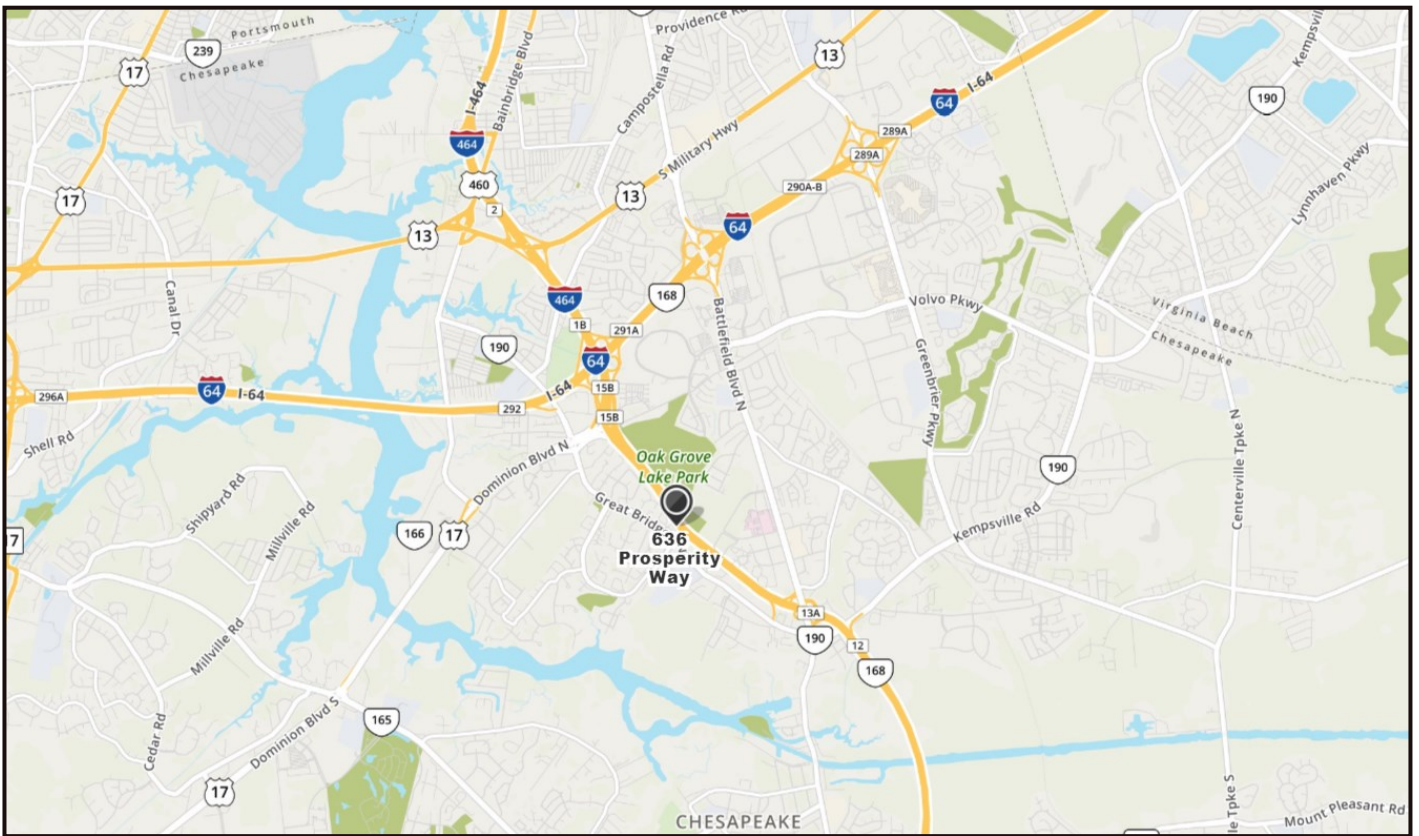 Portsmouth
Chesapeake
239
17
I-464
Bainbridge Blvd
Campostella Rd
Providence Rd
13
Kempsvil
190
I-64
64
289A
289A
464
460
2
S Military Hwy
290A-B
17
13
13
64
Lynnhaven Pkwy
Canal Dr
464
168
1B
291A
Battlefield Blvd N
Volvo Pkwy
Virginia Beach
Chesapeake
190
64
Greenbrier Pkwy
296A
64
I-64
292
I-64
15B
15B
Shell Rd
Dominion Blvd N
Oak Grove
Lake Park
190
Centerville Tpke N
Shipyard Rd
Millville Rd
Great Bridge
Kempsville Rd
7
166
17
636
Prosperity
Way
13A
190
12
168
Millville Rd
165
Cedar Rd
Dominion Blvd S
17
le Tpke S
Mount Pleasant Rd
CHESAPEAKE